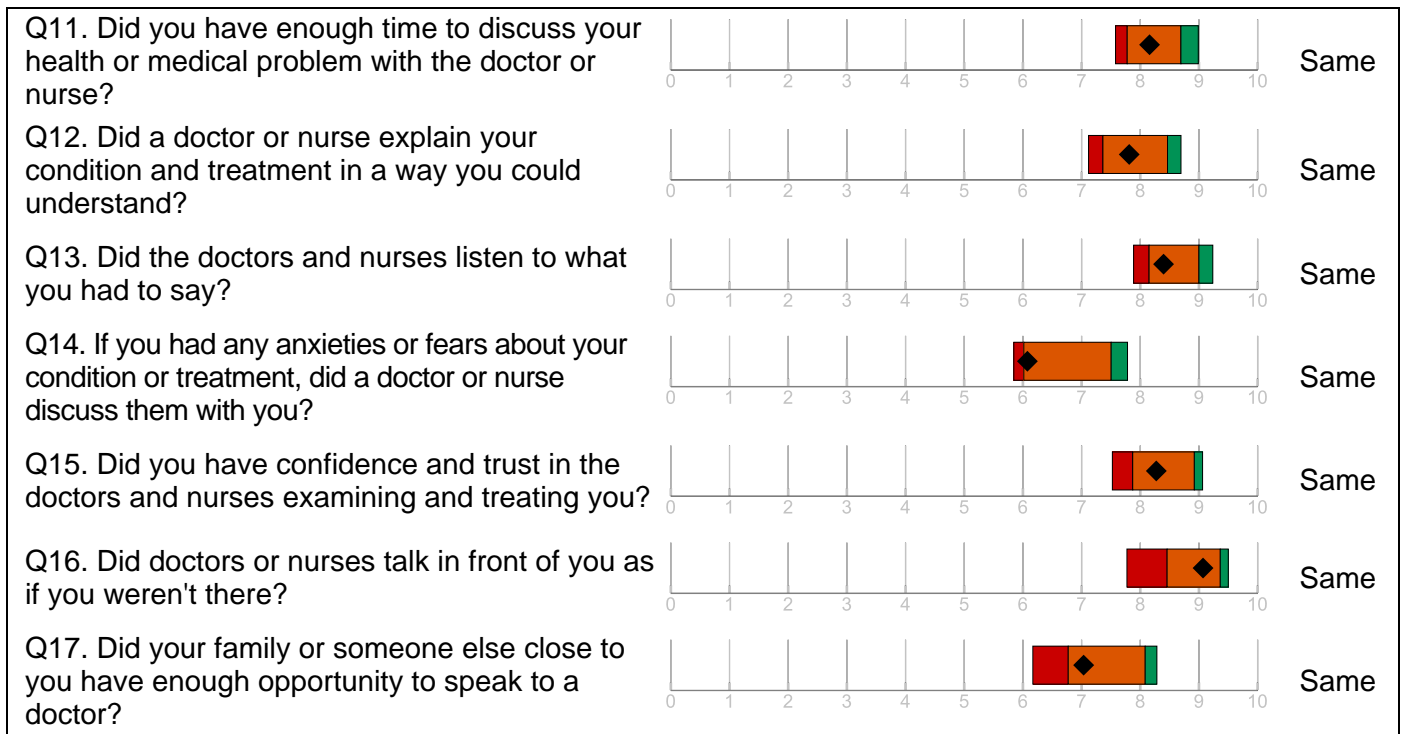 Q11. Did you have enough time to discuss your
health or medical problem with the doctor or
nurse?
0 1 2 3 4 5 6 7 8 9 10
Same
Q12. Did a doctor or nurse explain your
condition and treatment in a way you could
understand?
0 1 2 3 4 5 6 7 8 9 10
Same
Q13. Did the doctors and nurses listen to what
you had to say?
0 1 2 3 4 5 6 7 8 9 10
Same
Q14. If you had any anxieties or fears about your
condition or treatment, did a doctor or nurse
discuss them with you?
0 1 2 3 4 5 6 7 8 9 10
Same
Q15. Did you have confidence and trust in the
doctors and nurses examining and treating you?
0 1 2 3 4 5 6 7 8 9 10
Same
Q16. Did doctors or nurses talk in front of you as
if you weren't there?
0 1 2 3 4 5 6 7 8 9 10
Same
Q17. Did your family or someone else close to
you have enough opportunity to speak to a
doctor?
0 1 2 3 4 5 6 7 8 9 10
Same